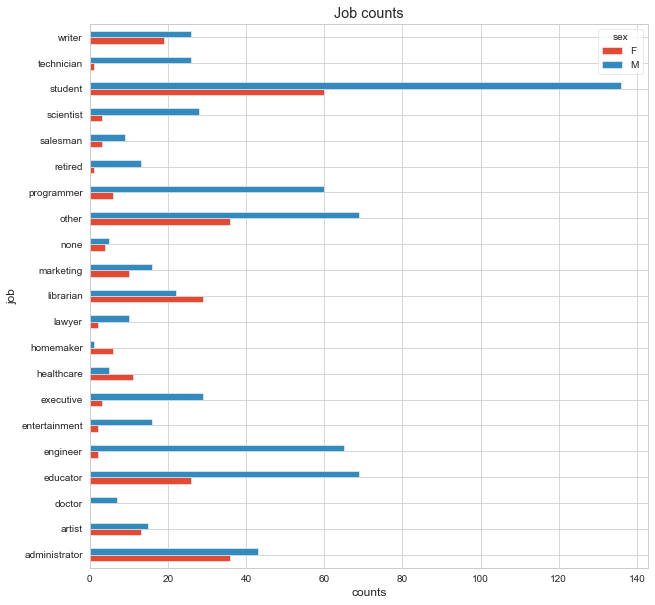 Job counts
sex
F
M
writer
technician
student
scientist
salesman
retired
programmer
other
none
marketing
librarian
lawyer
homemaker
healthcare
executive
entertainment
engineer
educator
doctor
artist
administrator
job
0 20 40 60 80 100 120 140
counts